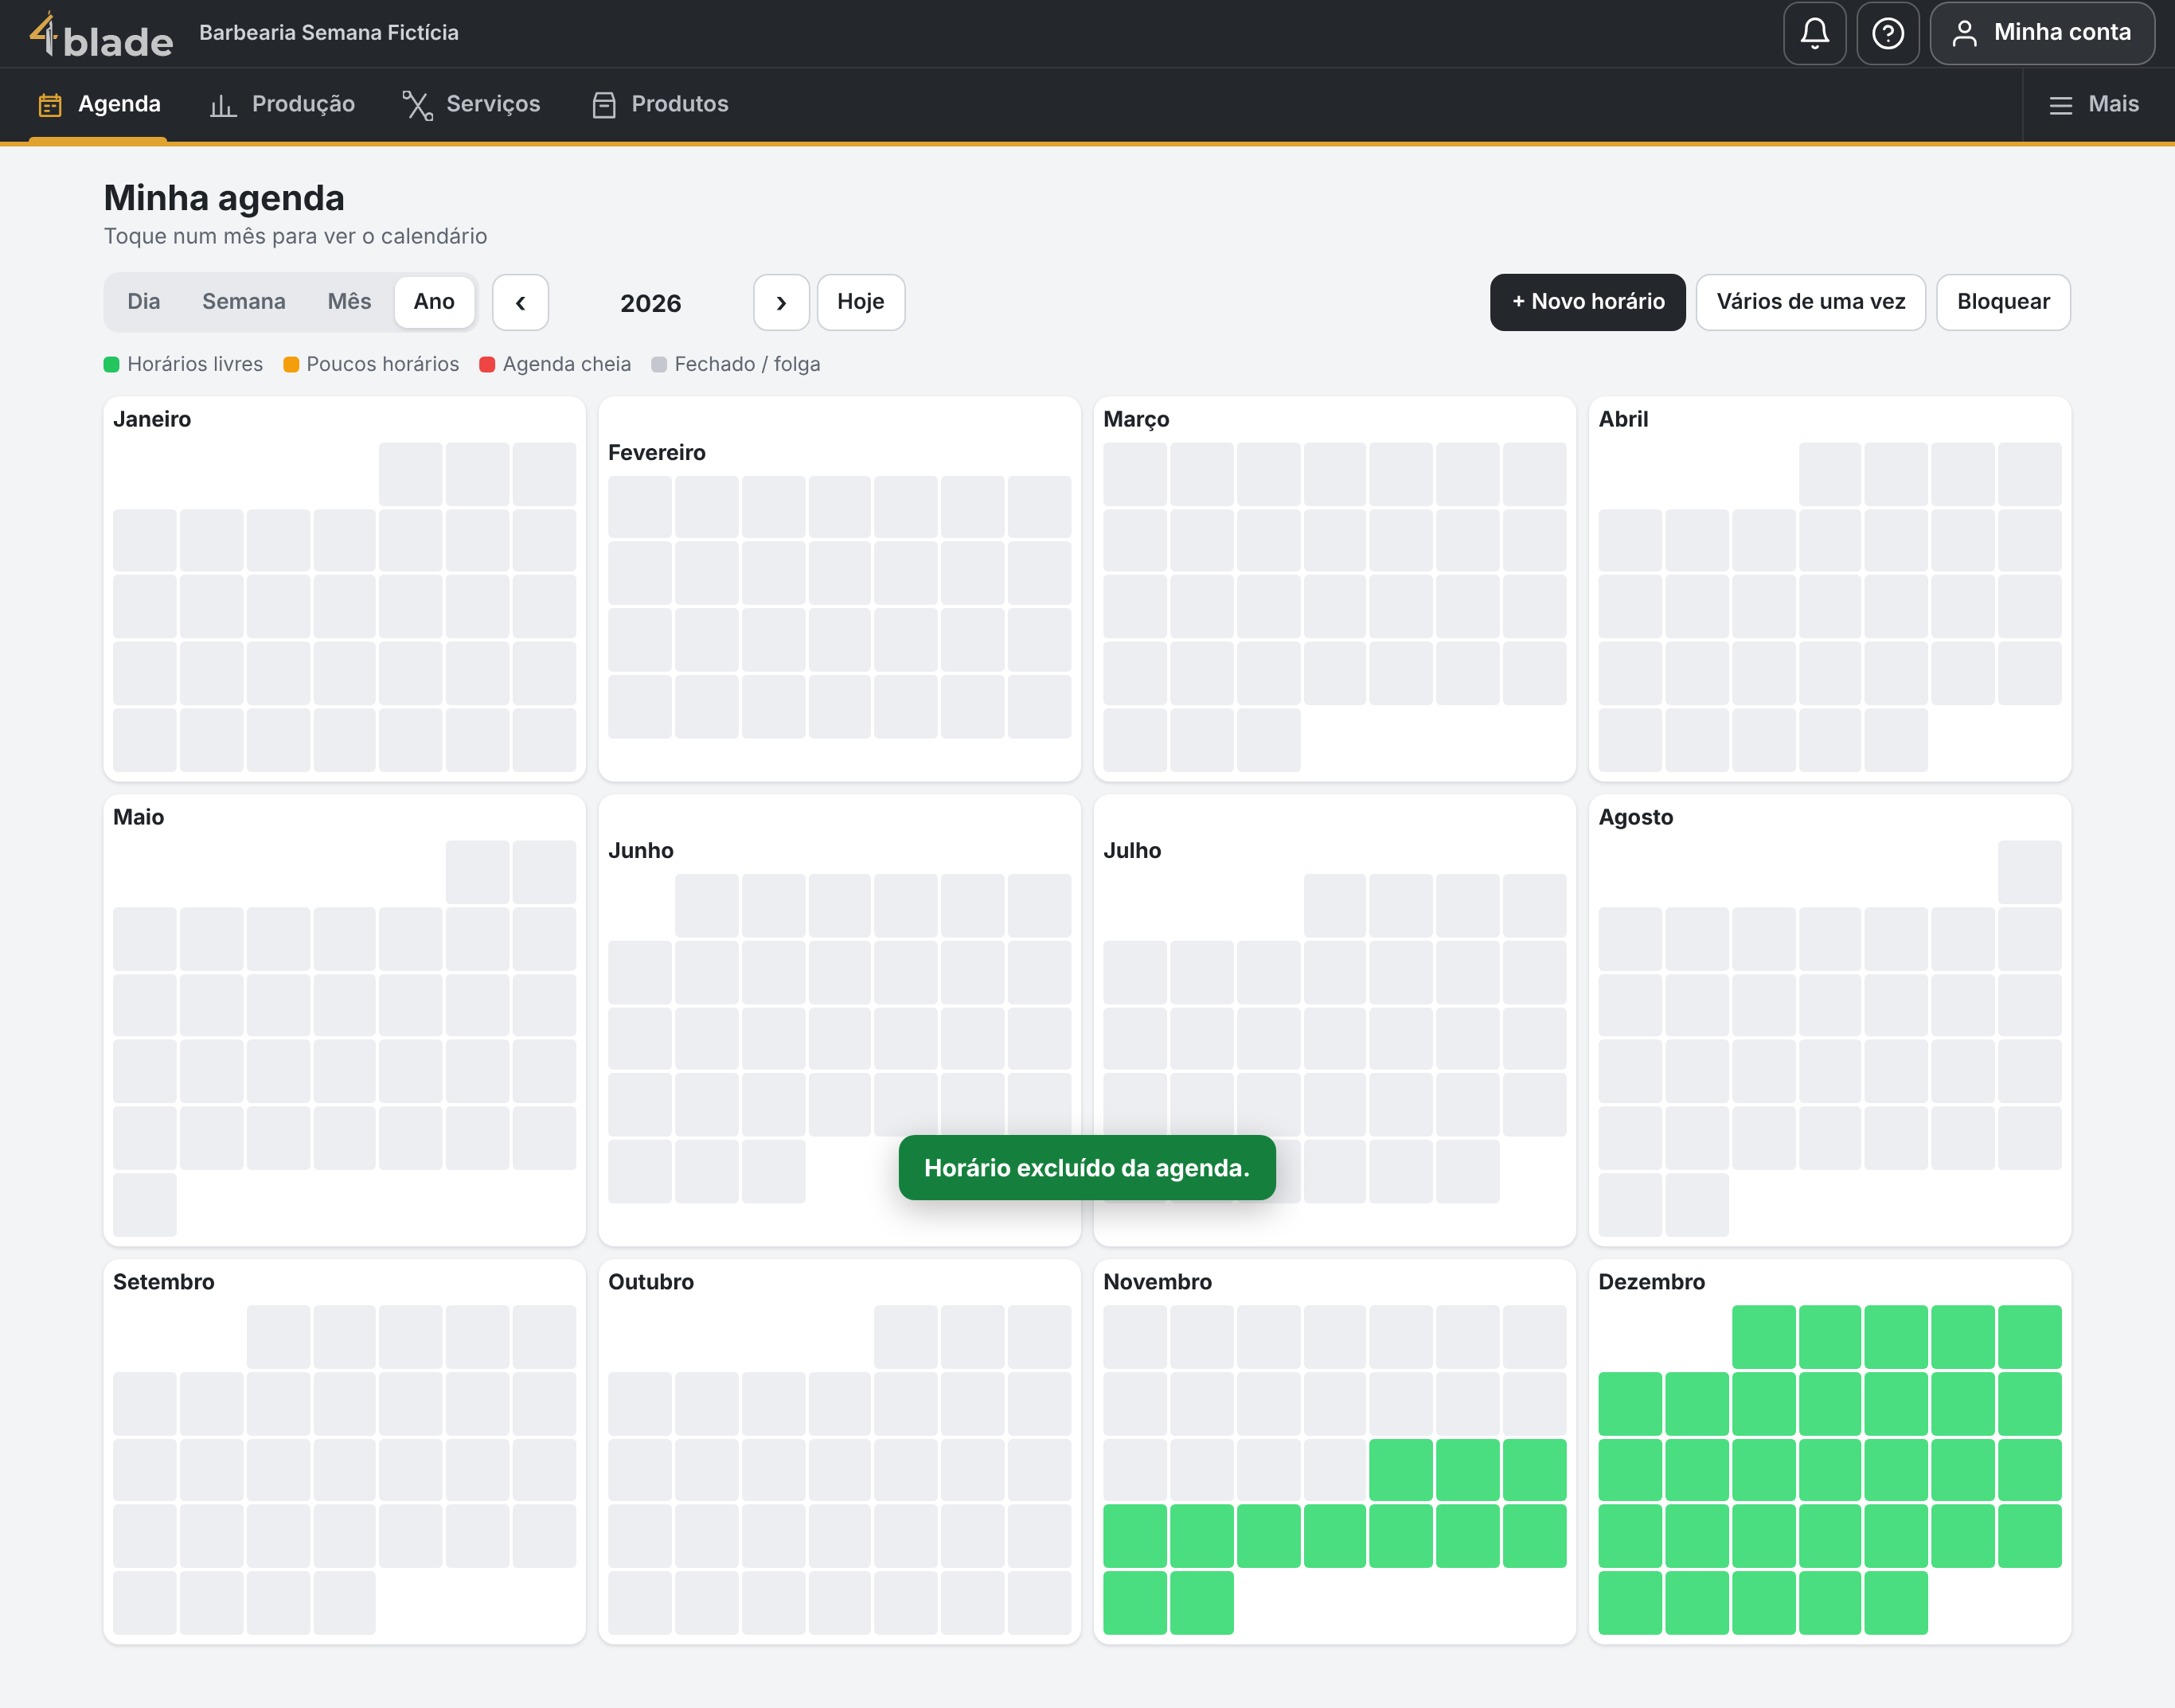 4blade
Barbearia Semana Fictícia
Minha conta
Agenda
Produção
Serviços
Produtos
Mais
Minha agenda
Toque num mês para ver o calendário
Dia
Semana
Mês
Ano
‹
2026
›
Hoje
+ Novo horário
Vários de uma vez
Bloquear
Horários livres
Poucos horários
Agenda cheia
Fechado / folga
Janeiro
Fevereiro
Março
Abril
Maio
Junho
Julho
Agosto
Horário excluído da agenda.
Setembro
Outubro
Novembro
Dezembro